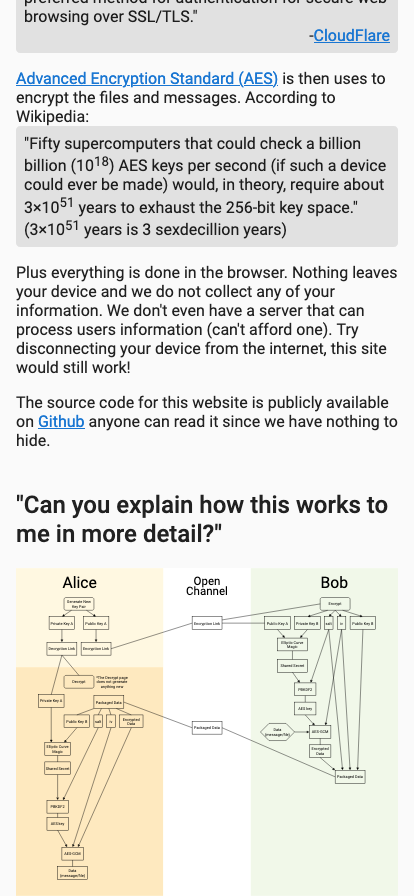 preferred method for authentication for secure web
browsing over SSL/TLS."
-CloudFlare
Advanced Encryption Standard (AES) is then uses to
encrypt the files and messages. According to
Wikipedia:
"Fifty supercomputers that could check a billion
billion (10^18) AES keys per second (if such a device
could ever be made) would, in theory, require about
3×10^51 years to exhaust the 256-bit key space."
(3×10^51 years is 3 sexdecillion years)
Plus everything is done in the browser. Nothing leaves
your device and we do not collect any of your
information. We don't even have a server that can
process users information (can't afford one). Try
disconnecting your device from the internet, this site
would still work!
The source code for this website is publicly available
on Github anyone can read it since we have nothing to
hide.
"Can you explain how this works to
me in more detail?"
Alice
Open
Channel
Bob
Generate New
Key Pair
Encrypt
Private Key A
Public Key A
Encryption Link
Public Key A
Private Key B
salt
iv
Public Key B
Encryption Link
Encryption Link
Elliptic Curve
Magic
Shared Secret
Decrypt
*The Decrypt page
does not generate
anything new
PBKDF2
Private Key A
Packaged Data
AES key
Public Key B
salt
iv
Encrypted
Data
Packaged Data
Data
(message/file)
AES-GCM
Elliptic Curve
Magic
Encrypted
Data
Shared Secret
Packaged Data
PBKDF2
AES key
AES-GCM
Data
(message/file)